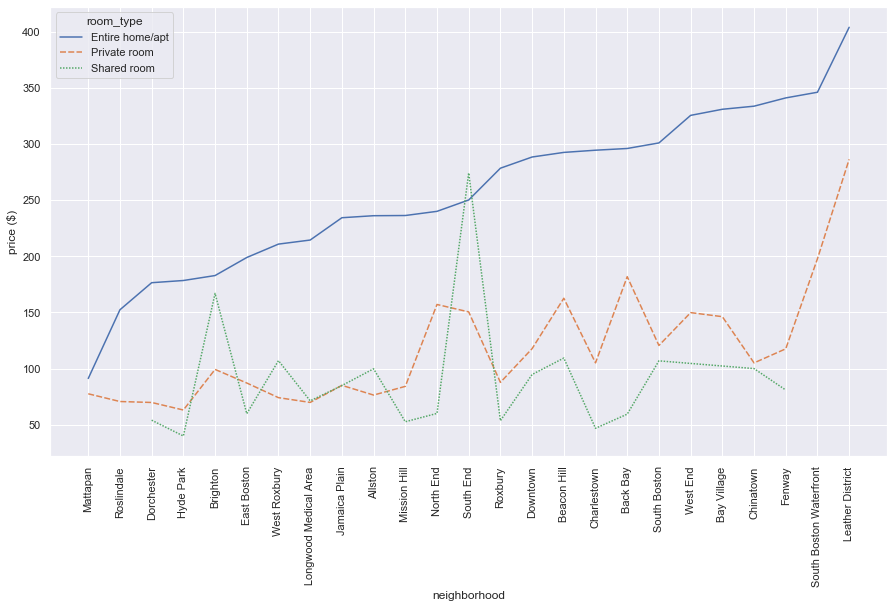 room_type
Entire home/apt
Private room
Shared room
400
350
300
250
200
150
100
50
price ($)
Mattapan
Roslindale
Dorchester
Hyde Park
Brighton
East Boston
West Roxbury
Longwood Medical Area
Jamaica Plain
Allston
Mission Hill
North End
South End
Roxbury
Downtown
Beacon Hill
Charlestown
Back Bay
South Boston
West End
Bay Village
Chinatown
Fenway
South Boston Waterfront
Leather District
neighborhood